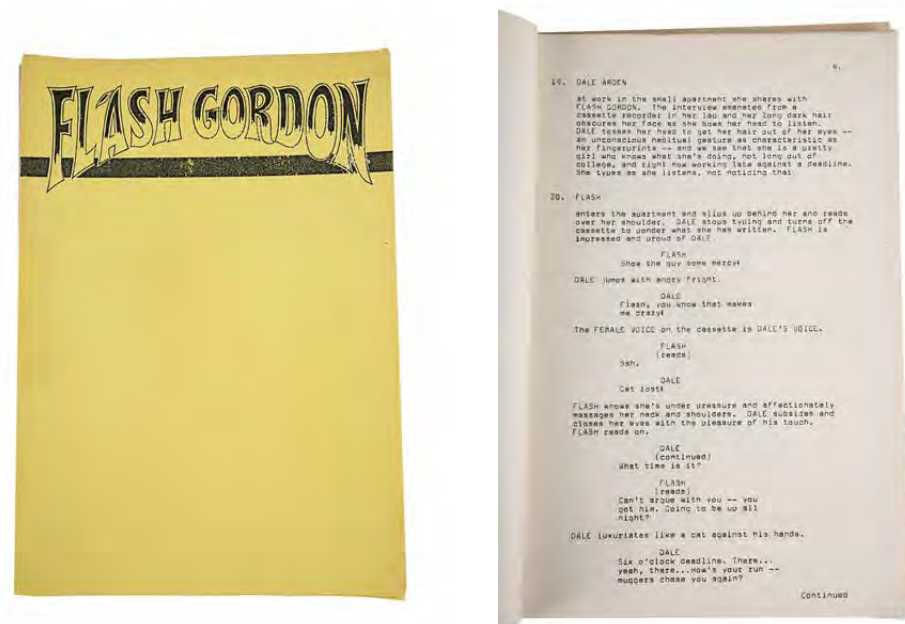 FLASH GORDON
19. DALE ARDEN
at work in the small apartment she shares with
FLASH GORDON. The interview emanates from a
cassette recorder in her lap and her long dark hair
obscures her face as she bows her head to listen.
DALE tosses her head to get her hair out of her eyes --
an unconscious habitual gesture as characteristic as
her fingerprints -- and we see that she is a pretty
girl who knows what she's doing, not long out of
college, and right now working late against a deadline.
She types as she listens, not noticing that
20. FLASH
enters the apartment and slips up behind her and reads
over her shoulder. DALE stops typing and turns off the
cassette to ponder what she has written. FLASH is
impressed and proud of DALE.
FLASH
Show the guy some mercy!
DALE jumps with angry fright.
DALE
Flash, you know that makes
me crazy!
The FEMALE VOICE on the cassette is DALE'S VOICE.
FLASH
(reads)
Ssh.
DALE
Get lost!
FLASH knows she's under pressure and affectionately
massages her neck and shoulders. DALE subsides and
closes her eyes with the pleasure of his touch.
FLASH reads on.
DALE
(continued)
What time is it?
FLASH
(reads)
Can't argue with you -- you
got him. Going to be up all
night?
DALE luxuriates like a cat against his hands.
DALE
Six o'clock deadline. There...
yeah, there...How's your run --
muggers chase you again?
Continued